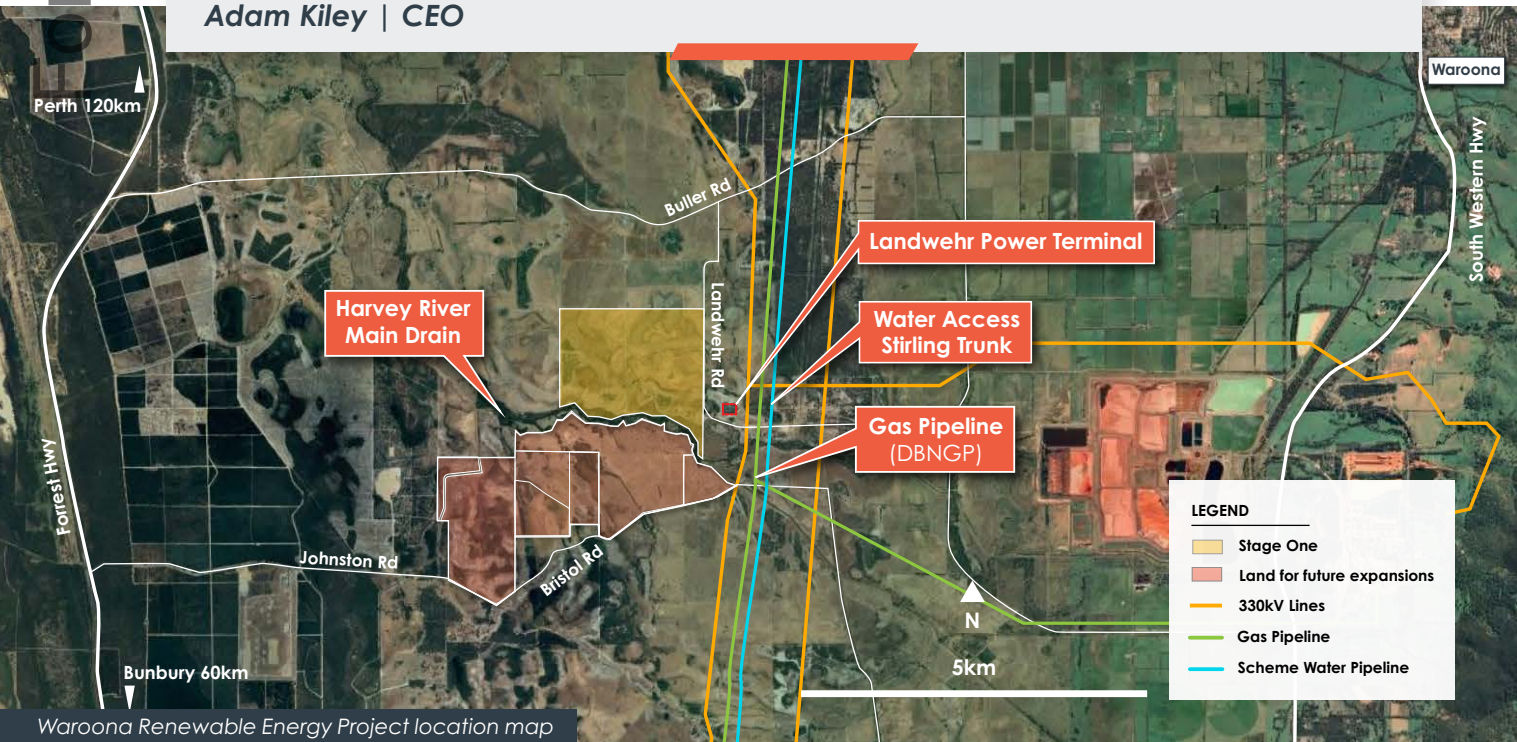 Adam Kiley | CEO
Waroona
Perth 120km
South Western Hwy
Buller Rd
Landwehr Power Terminal
Landwehr Rd
Harvey River
Main Drain
Water Access
Stirling Trunk
Gas Pipeline
(DBNGP)
Forrest Hwy
Johnston Rd
Bristol Rd
N
5km
Bunbury 60km
LEGEND
Stage One
Land for future expansions
330kV Lines
Gas Pipeline
Scheme Water Pipeline
Waroona Renewable Energy Project location map